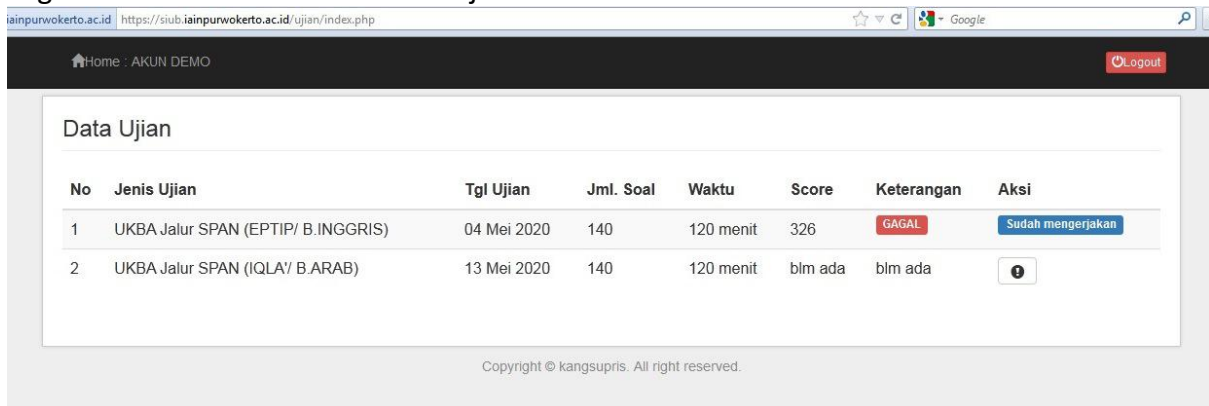 iainpurwokerto.ac.id https://siub.iainpurwokerto.ac.id/ujian/index.php Google
Home : AKUN DEMO Logout
Data Ujian
No Jenis Ujian Tgl Ujian Jml. Soal Waktu Score Keterangan Aksi
1 UKBA Jalur SPAN (EPTIP/ B.INGGRIS) 04 Mei 2020 140 120 menit 326 GAGAL Sudah mengerjakan
2 UKBA Jalur SPAN (IQLA'/ B.ARAB) 13 Mei 2020 140 120 menit blm ada blm ada
Copyright © kangsupris. All right reserved.